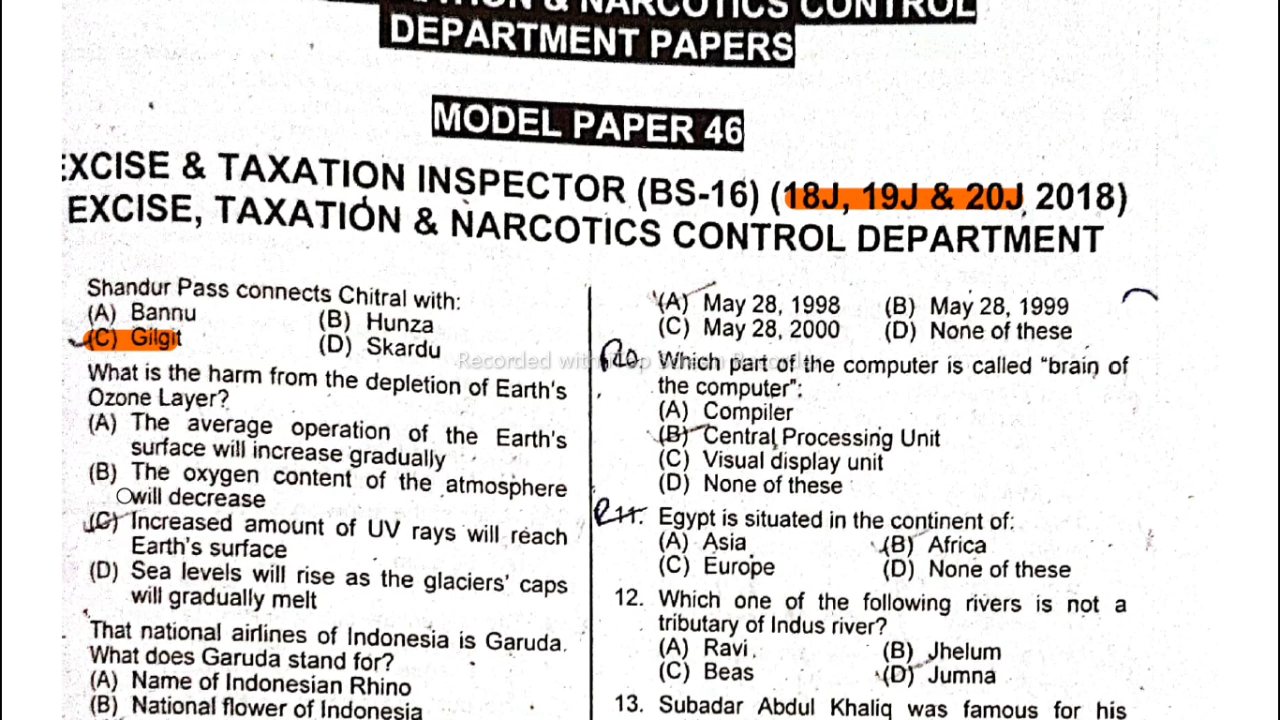 & NARCOTICS CONTROL
DEPARTMENT PAPERS
MODEL PAPER 46
EXCISE & TAXATION INSPECTOR (BS-16) (18J, 19J & 20J 2018)
EXCISE, TAXATION & NARCOTICS CONTROL DEPARTMENT
Shandur Pass connects Chitral with:
(A) Bannu (B) Hunza
(C) Gilgit (D) Skardu
What is the harm from the depletion of Earth's
Ozone Layer?
(A) The average operation of the Earth's
surface will increase gradually
(B) The oxygen content of the atmosphere
will decrease
(C) Increased amount of UV rays will reach
Earth's surface
(D) Sea levels will rise as the glaciers' caps
will gradually melt
That national airlines of Indonesia is Garuda.
What does Garuda stand for?
(A) Name of Indonesian Rhino
(B) National flower of Indonesia
(A) May 28, 1998 (B) May 28, 1999
(C) May 28, 2000 (D) None of these
Recorded with
10. Which part of the computer is called "brain of
the computer":
(A) Compiler
(B) Central Processing Unit
(C) Visual display unit
(D) None of these
11. Egypt is situated in the continent of:
(A) Asia (B) Africa
(C) Europe (D) None of these
12. Which one of the following rivers is not a
tributary of Indus river?
(A) Ravi (B) Jhelum
(C) Beas (D) Jumna
13. Subadar Abdul Khaliq was famous for his